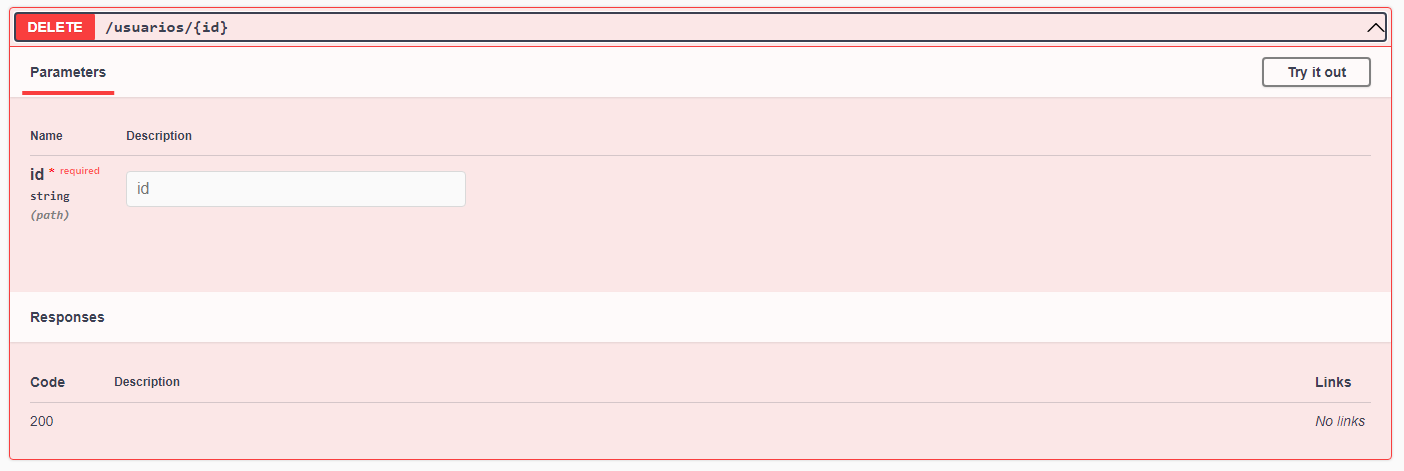 DELETE /usuarios/{id}
Parameters Try it out
Name Description
id * required id
string
(path)
Responses
Code Description Links
200 No links